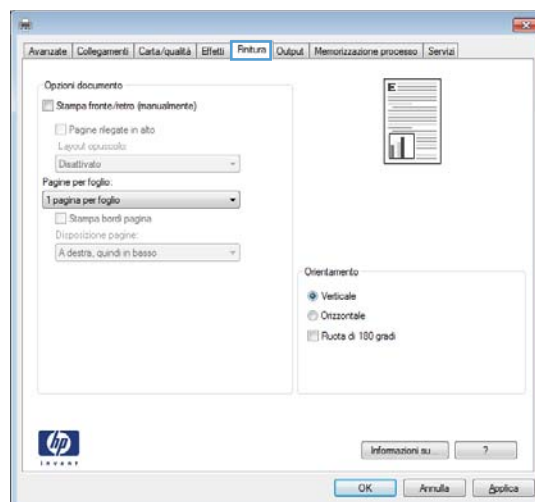 Avanzate Collegamenti Carta/qualità Effetti Finitura Output Memorizzazione processo Servizi
Opzioni documento
Stampa fronte/retro (manualmente)
Pagine rilegate in alto
Layout opuscolo:
Disattivato
Pagine per foglio:
1 pagina per foglio
Stampa bordi pagina
Disposizione pagine:
A destra, quindi in basso
E
Orientamento
Verticale
Orizzontale
Ruota di 180 gradi
hp
invent
Informazioni su... ?
OK Annulla Applica